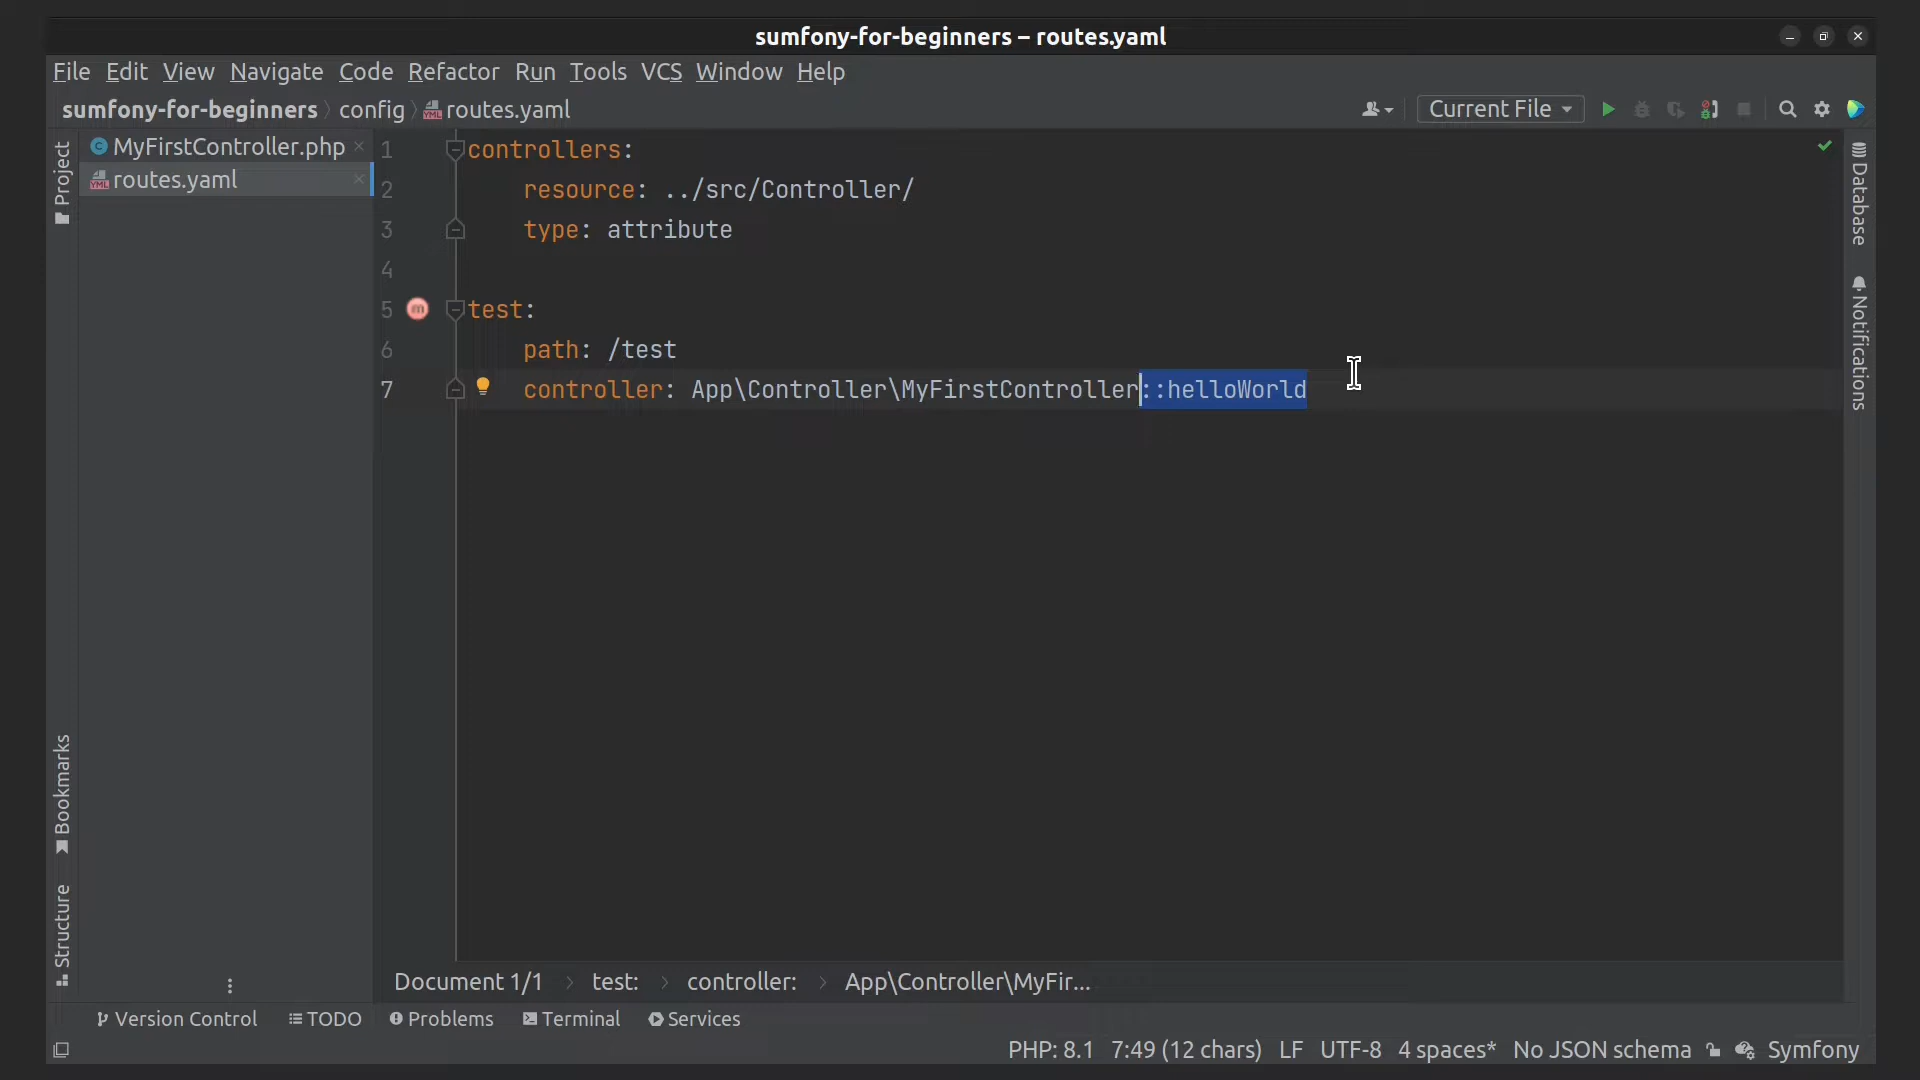 sumfony-for-beginners – routes.yaml
File Edit View Navigate Code Refactor Run Tools VCS Window Help
sumfony-for-beginners config routes.yaml
Current File
Project
MyFirstController.php
routes.yaml
1 controllers:
2 resource: ../src/Controller/
3 type: attribute
4
5 test:
6 path: /test
7 controller: App\Controller\MyFirstController::helloWorld
Database
Notifications
Bookmarks
Structure
Document 1/1 test: controller: App\Controller\MyFir...
Version Control TODO Problems Terminal Services
PHP: 8.1 7:49 (12 chars) LF UTF-8 4 spaces* No JSON schema Symfony